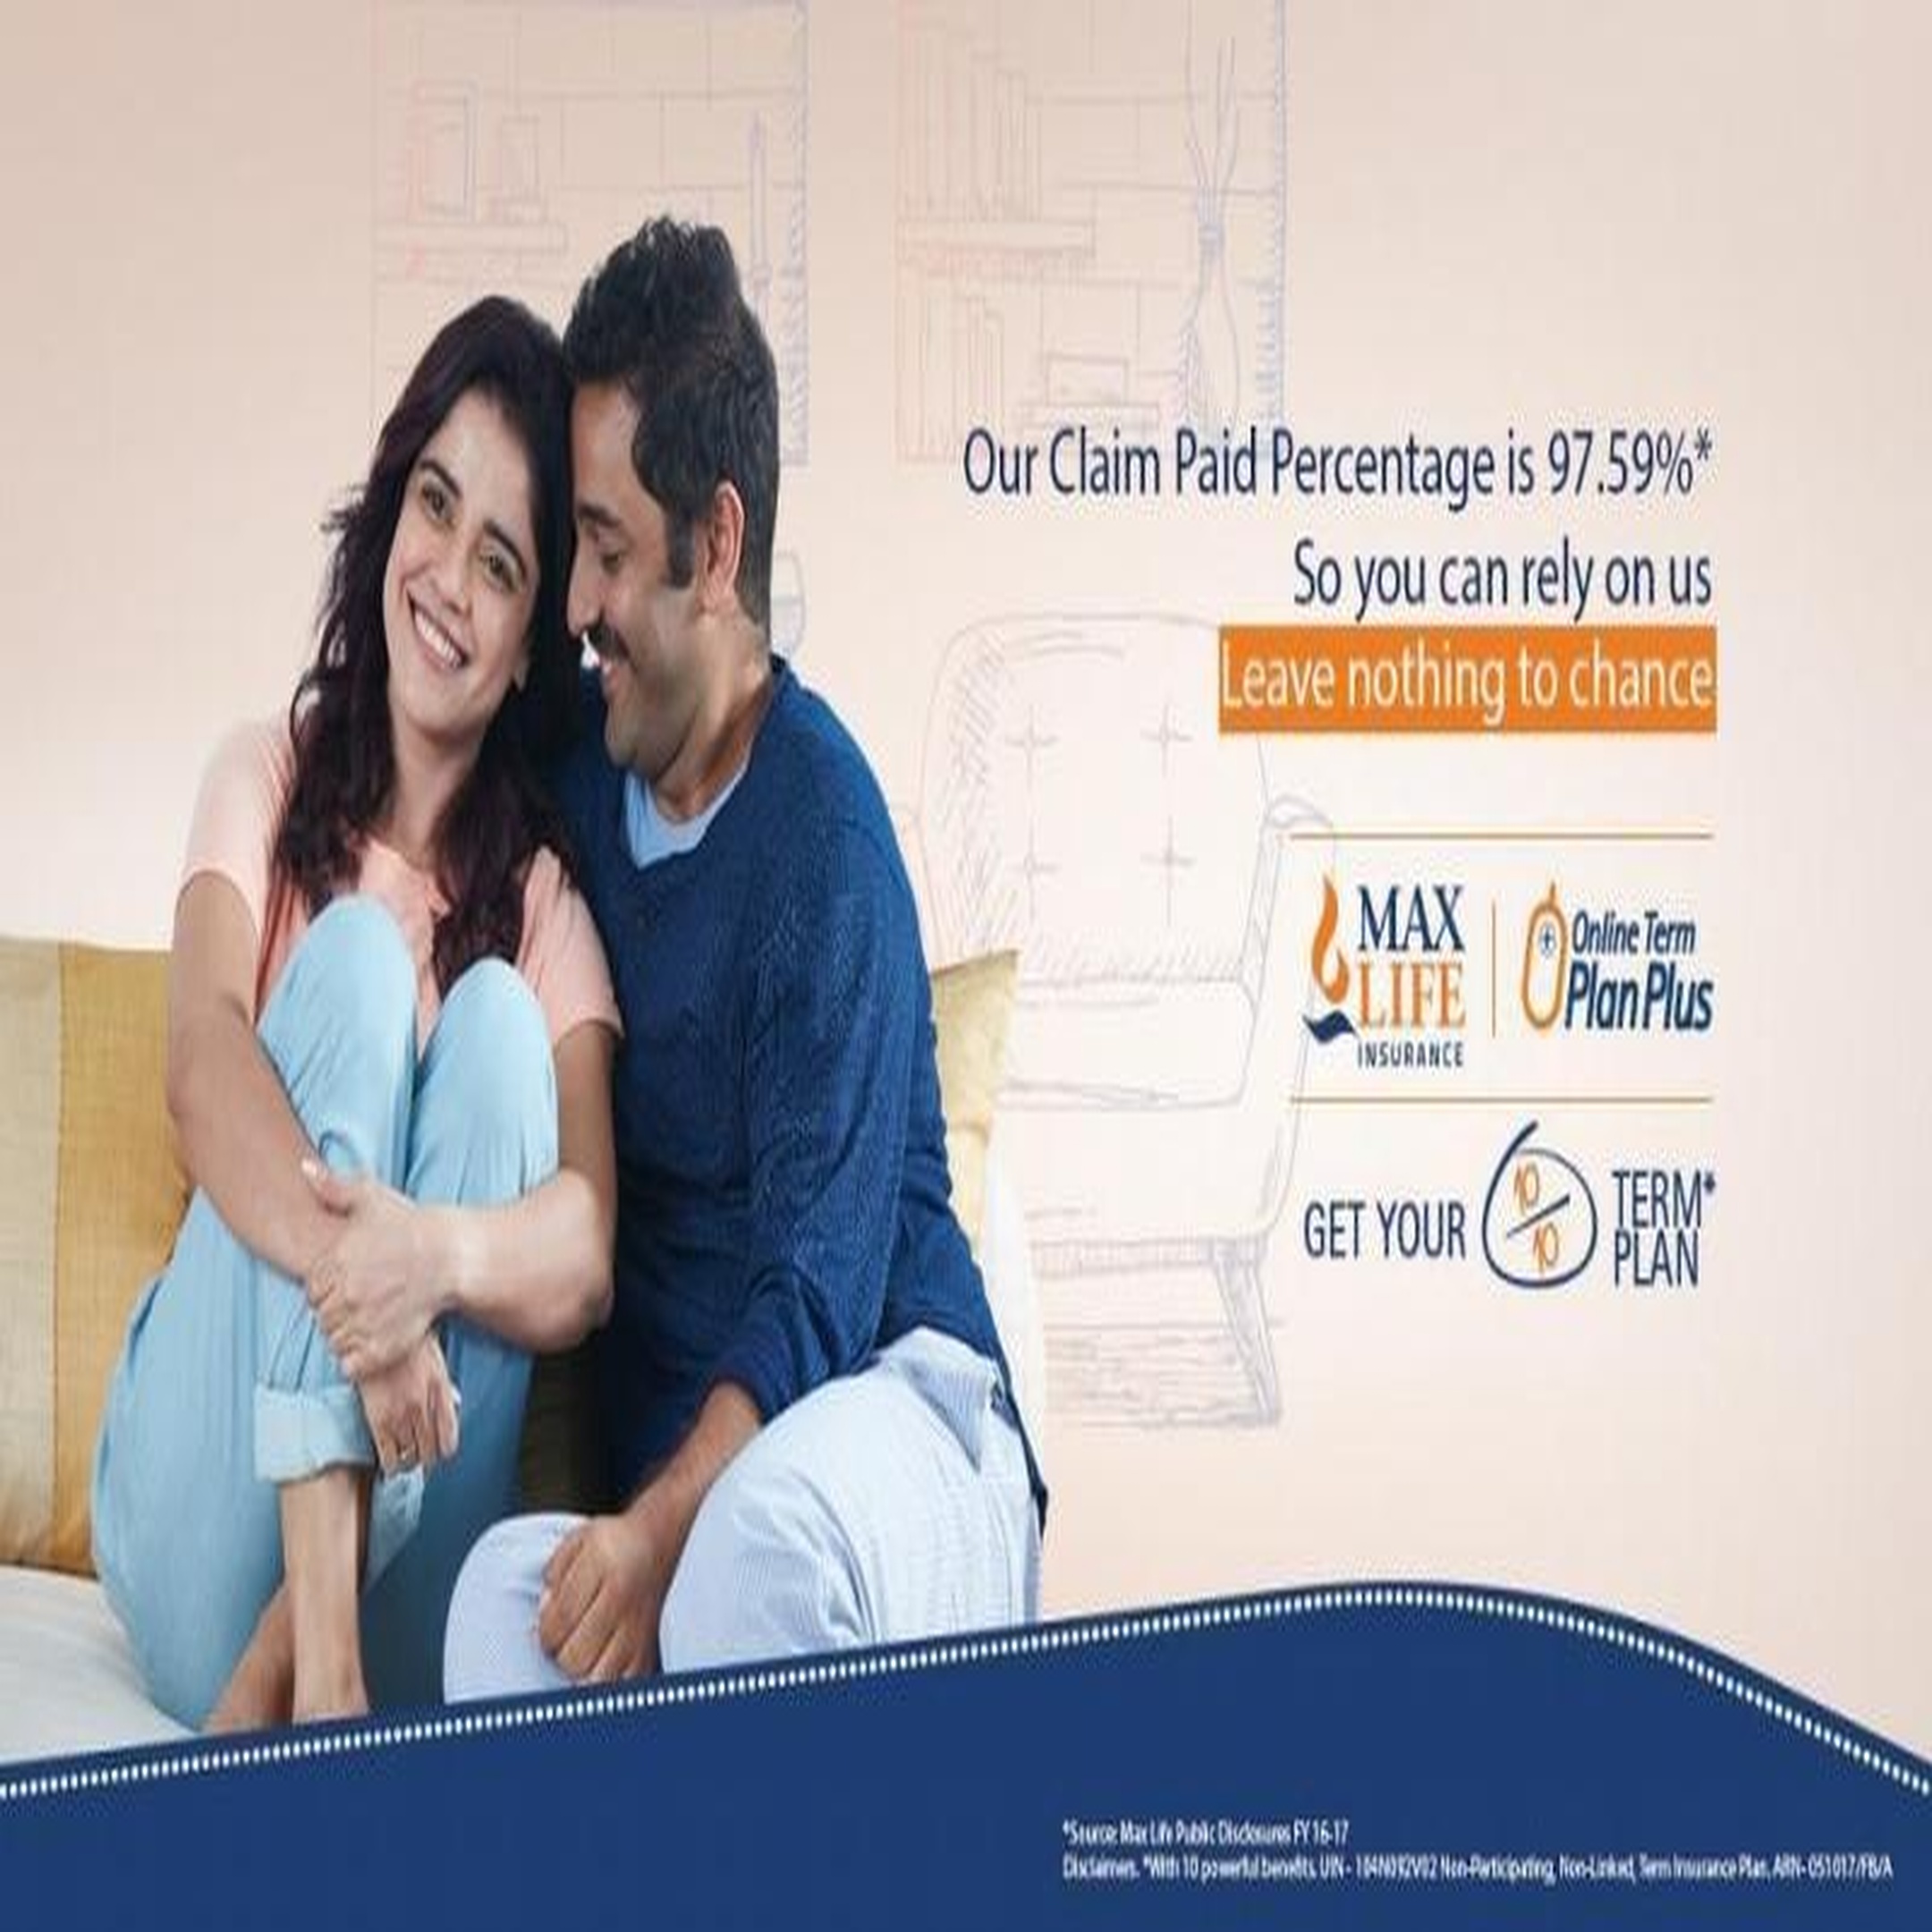 Our Claim Paid Percentage is 97.59%*
So you can rely on us
Leave nothing to chance
MAX
LIFE
INSURANCE
Online Term
Plan Plus
GET YOUR 10/10 TERM*
PLAN
*Source: Max Life Public Disclosures FY 16-17
Disclaimers. *With 10 powerful benefits. UIN - 104N092V02 Non-Participating, Non-Linked, Term Insurance Plan. ARN- 051017/FB/A